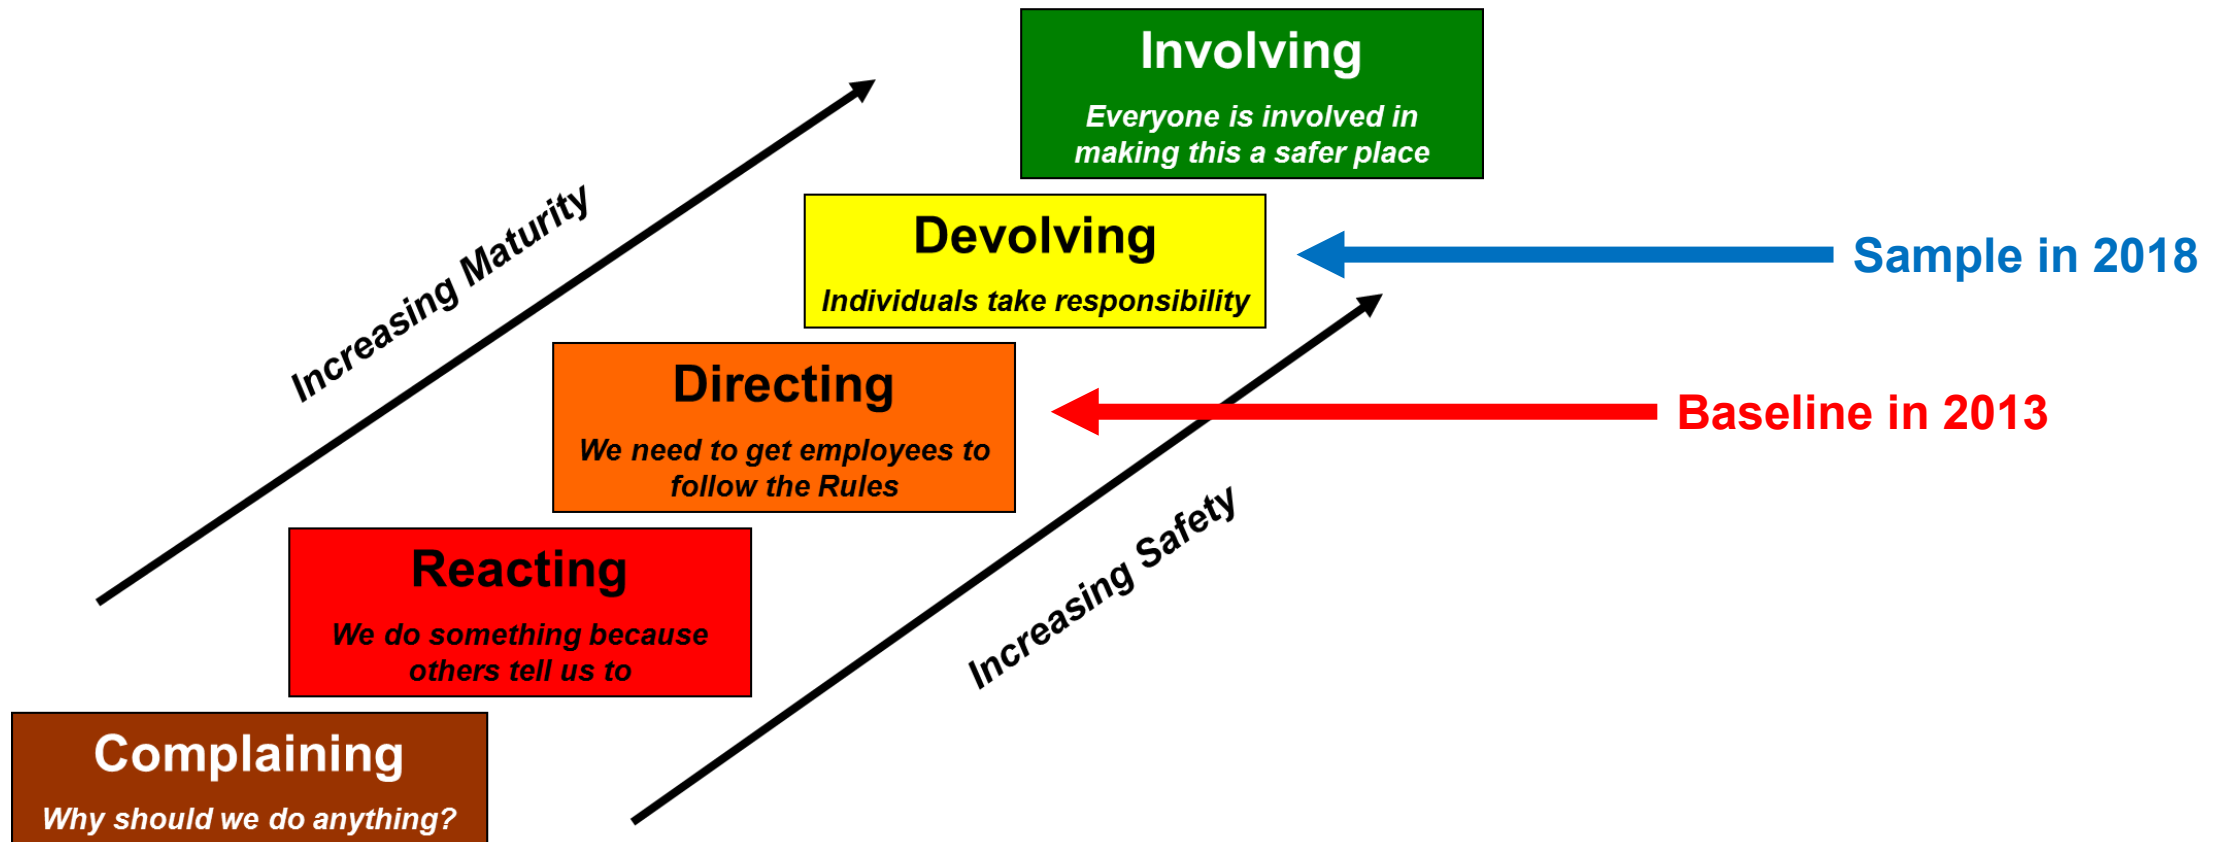 Involving
Everyone is involved in
making this a safer place
Increasing Maturity
Devolving
Individuals take responsibility
Sample in 2018
Directing
We need to get employees to
follow the Rules
Baseline in 2013
Increasing Safety
Reacting
We do something because
others tell us to
Complaining
Why should we do anything?